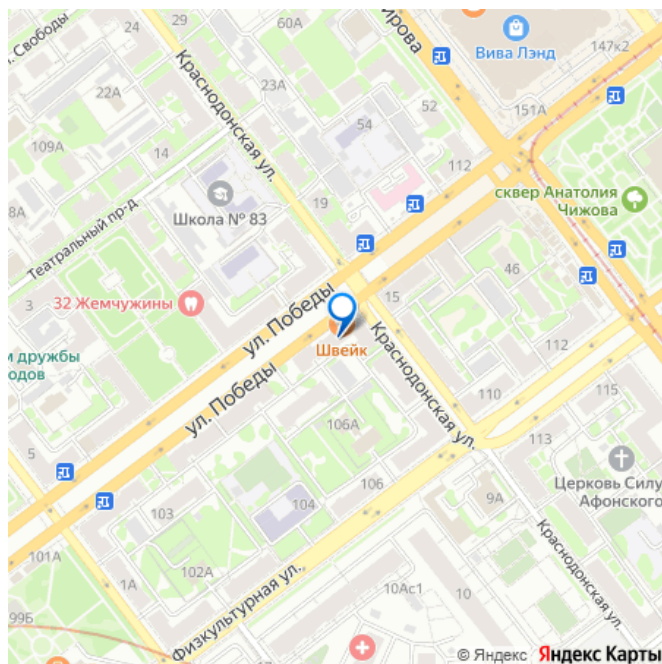 24
29
60А
ирова
Вива Лэнд
147к2
л. Свободы
22А
23А
52
151А
109А
14
54
112
Краснодонская ул.
Школа № 83
19
сквер Анатолия
Чижова
8А
Театральный пр-д
3
32 Жемчужины
ул. Победы
15
46
Швейк
м дружбы
одов
ул. Победы
Краснодонская ул.
112
110
115
106А
113
5
106
Церковь Силу
Афонского
9А
103
104
101А
1А
102А
Краснодонская ул.
10Ас1
10
99Б
Физкультурная ул.
17
© Яндекс Яндекс Карты